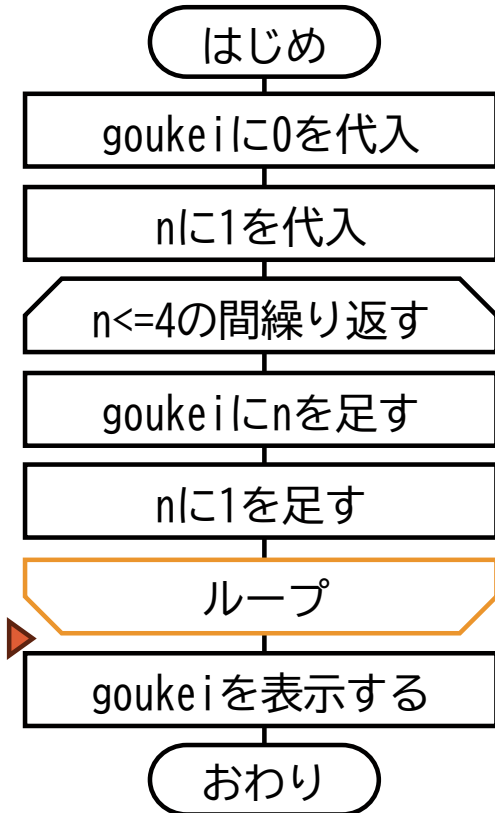 はじめ
goukeiに0を代入
nに1を代入
n<=4の間繰り返す
goukeiにnを足す
nに1を足す
ループ
goukeiを表示する
おわり